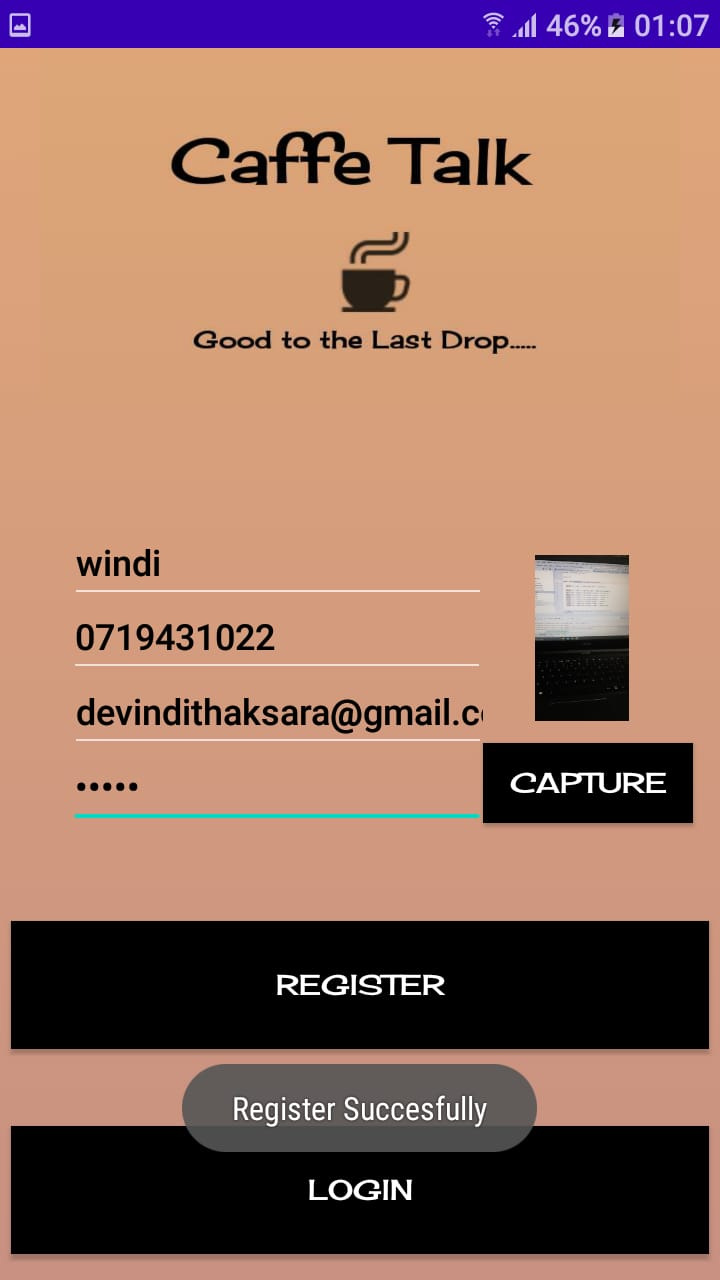 46% 01:07
Caffe Talk
Good to the Last Drop.....
windi
0719431022
devindithaksara@gmail.c
•••••
CAPTURE
REGISTER
Register Succesfully
LOGIN